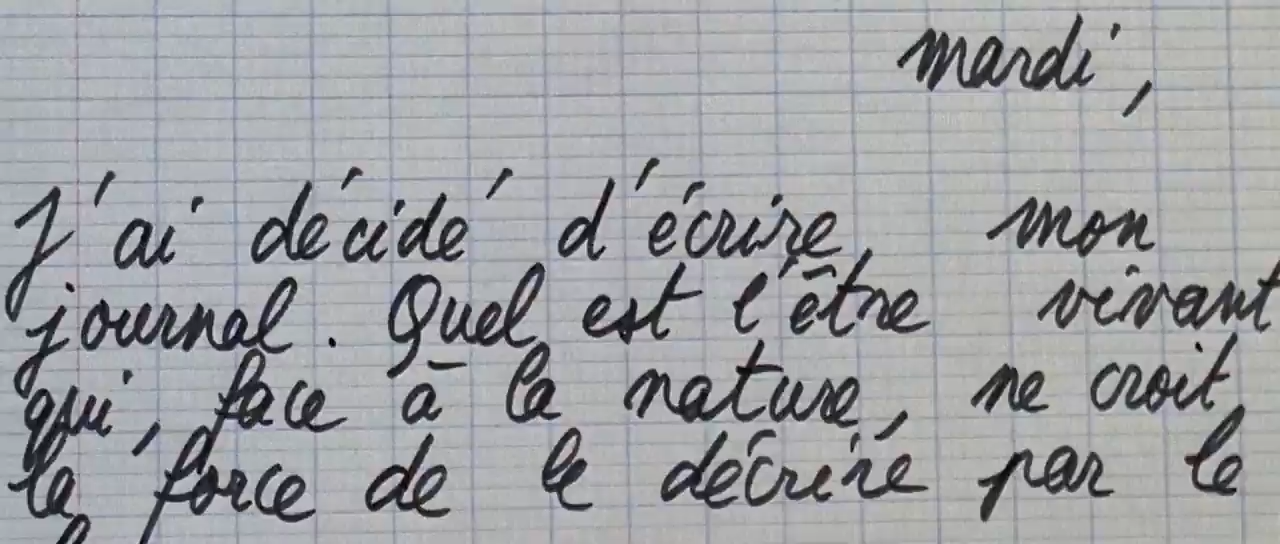 mardi,
J'ai décidé d'écrire mon
journal. Quel est l'être vivant
qui, face à la nature, ne croit
la force de le décrire par le